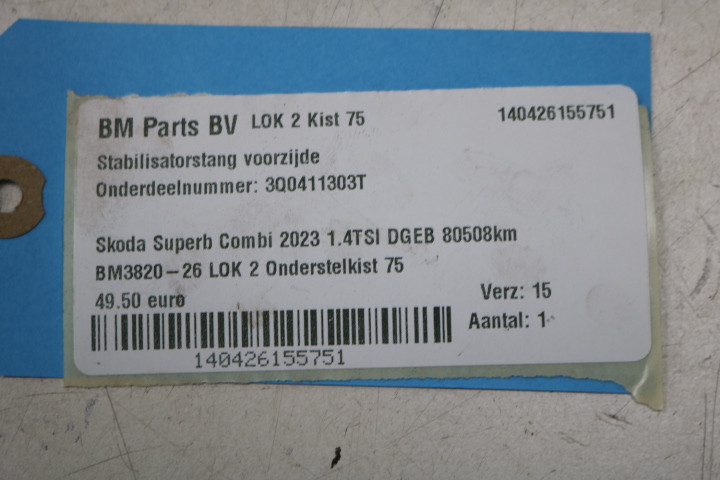 BM Parts BV LOK 2 Kist 75 140426155751
Stabilisatorstang voorzijde
Onderdeelnummer: 3Q0411303T
Skoda Superb Combi 2023 1.4TSI DGEB 80508km
BM3820-26 LOK 2 Onderstelkist 75
49.50 euro Verz: 15
Aantal: 1
140426155751